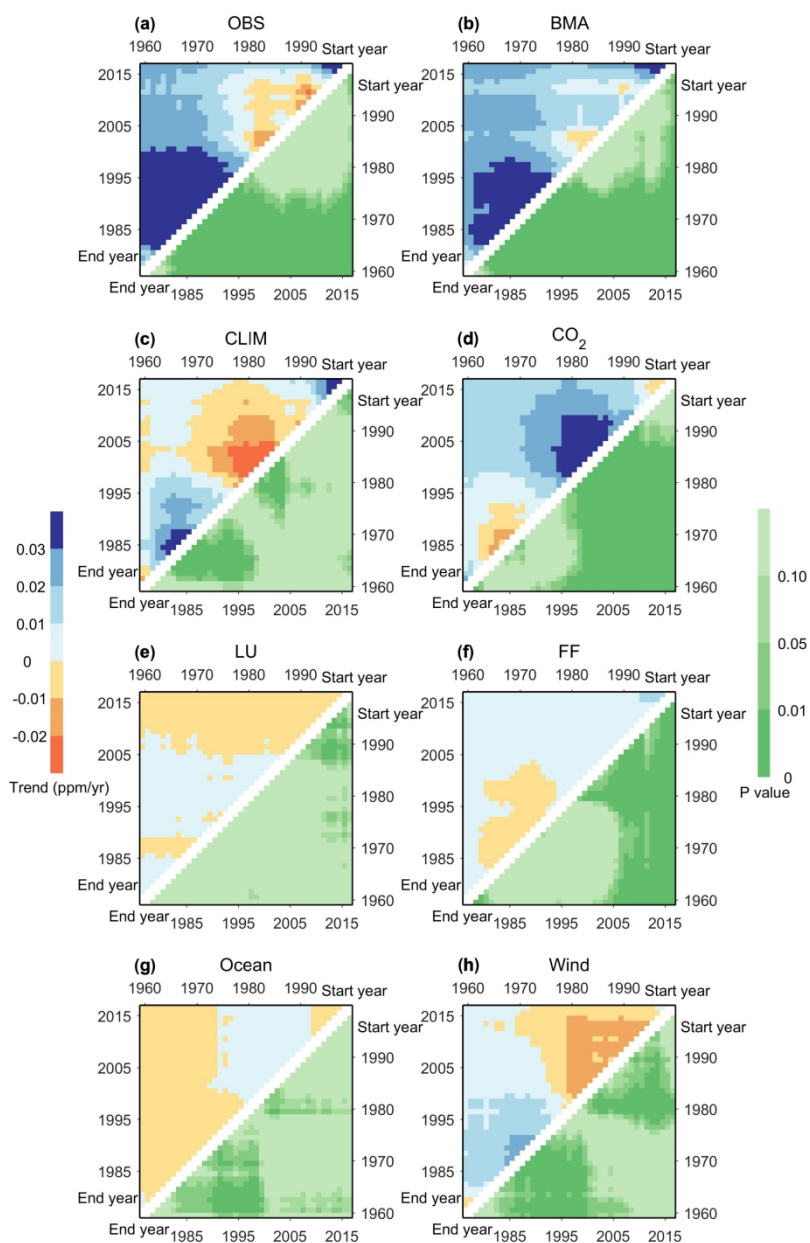 (a) OBS
1960 1970 1980 1990 Start year
2015
2005
1995
1985
End year
Start year
1990
1980
1970
1960
End year 1985 1995 2005 2015
(b) BMA
1960 1970 1980 1990 Start year
2015
2005
1995
1985
End year
Start year
1990
1980
1970
1960
End year 1985 1995 2005 2015
(c) CLIM
1960 1970 1980 1990 Start year
2015
2005
1995
1985
End year
Start year
1990
1980
1970
1960
End year 1985 1995 2005 2015
(d) CO2
1960 1970 1980 1990 Start year
2015
2005
1995
1985
End year
Start year
1990
1980
1970
1960
End year 1985 1995 2005 2015
0.03
0.02
0.01
0
-0.01
-0.02
Trend (ppm/yr)
0.10
0.05
0.01
0
P value
(e) LU
1960 1970 1980 1990 Start year
2015
2005
1995
1985
End year
Start year
1990
1980
1970
1960
End year 1985 1995 2005 2015
(f) FF
1960 1970 1980 1990 Start year
2015
2005
1995
1985
End year
Start year
1990
1980
1970
1960
End year 1985 1995 2005 2015
(g) Ocean
1960 1970 1980 1990 Start year
2015
2005
1995
1985
End year
Start year
1990
1980
1970
1960
End year 1985 1995 2005 2015
(h) Wind
1960 1970 1980 1990 Start year
2015
2005
1995
1985
End year
Start year
1990
1980
1970
1960
End year 1985 1995 2005 2015